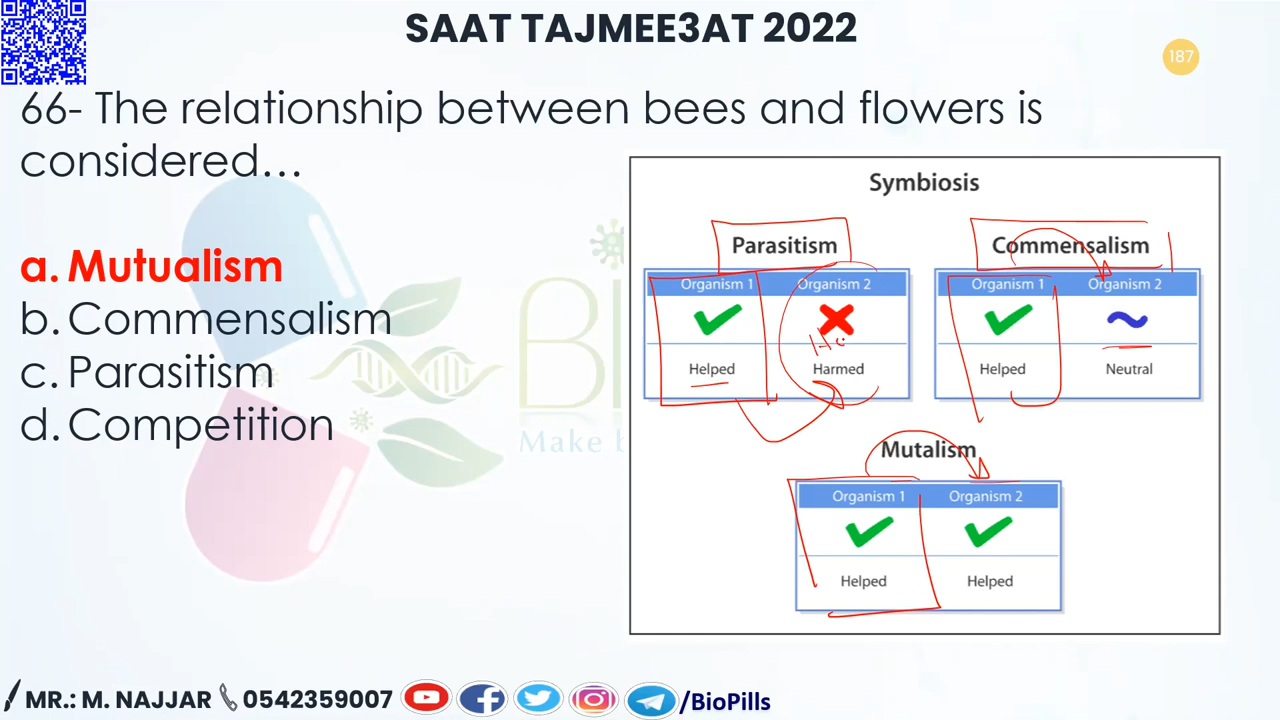 SAAT TAJMEE3AT 2022
187
66- The relationship between bees and flowers is
considered...
a. Mutualism
b. Commensalism
c. Parasitism
d. Competition
Symbiosis
Parasitism
Organism 1 Organism 2
Helped Harmed
Commensalism
Organism 1 Organism 2
Helped Neutral
Mutalism
Organism 1 Organism 2
Helped Helped
Make b
MR.: M. NAJJAR 0542359007 /BioPills